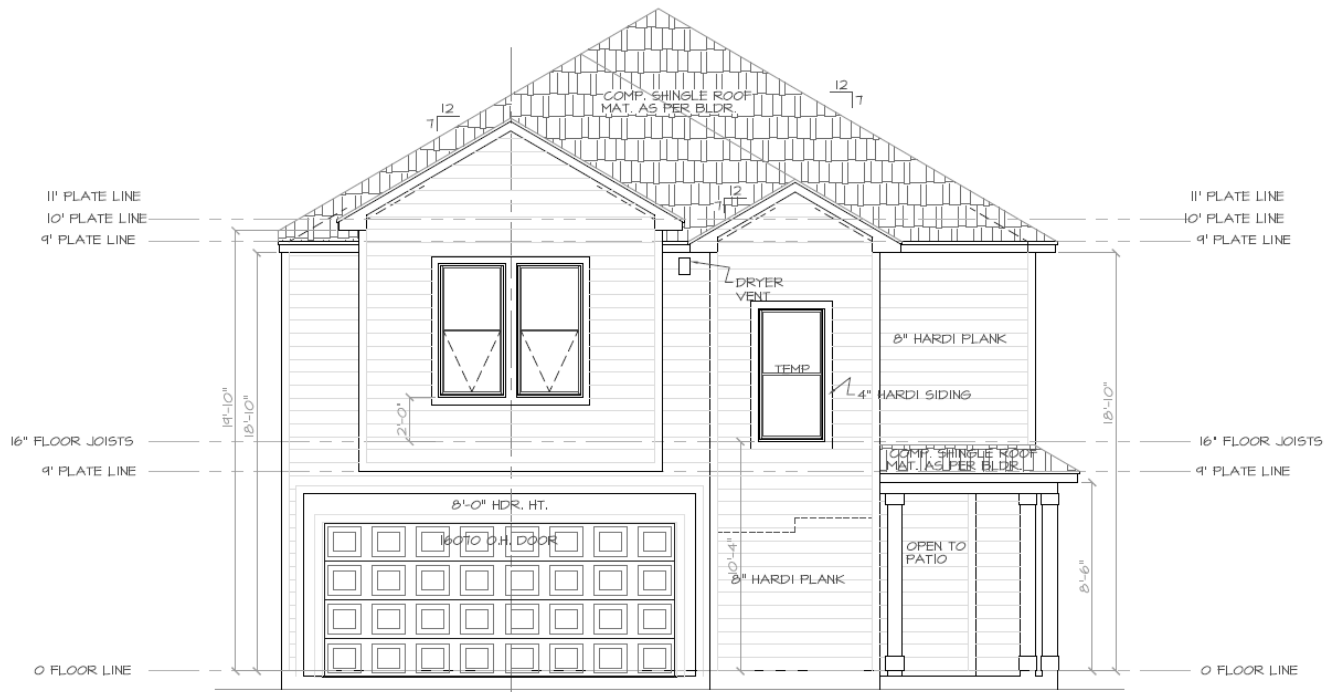 12
7
COMP. SHINGLE ROOF
MAT. AS PER BLDR.
12
7
12
7
11' PLATE LINE
10' PLATE LINE
9' PLATE LINE
11' PLATE LINE
10' PLATE LINE
9' PLATE LINE
DRYER
VENT
8" HARDI PLANK
TEMP
4" HARDI SIDING
19'-10"
18'-10"
2'-0"
18'-10"
16" FLOOR JOISTS
9' PLATE LINE
16" FLOOR JOISTS
9' PLATE LINE
COMP. SHINGLE ROOF
MAT. AS PER BLDR.
8'-0" HDR. HT.
16070 O.H. DOOR
10'-4"
8" HARDI PLANK
OPEN TO
PATIO
8'-6"
0 FLOOR LINE
0 FLOOR LINE